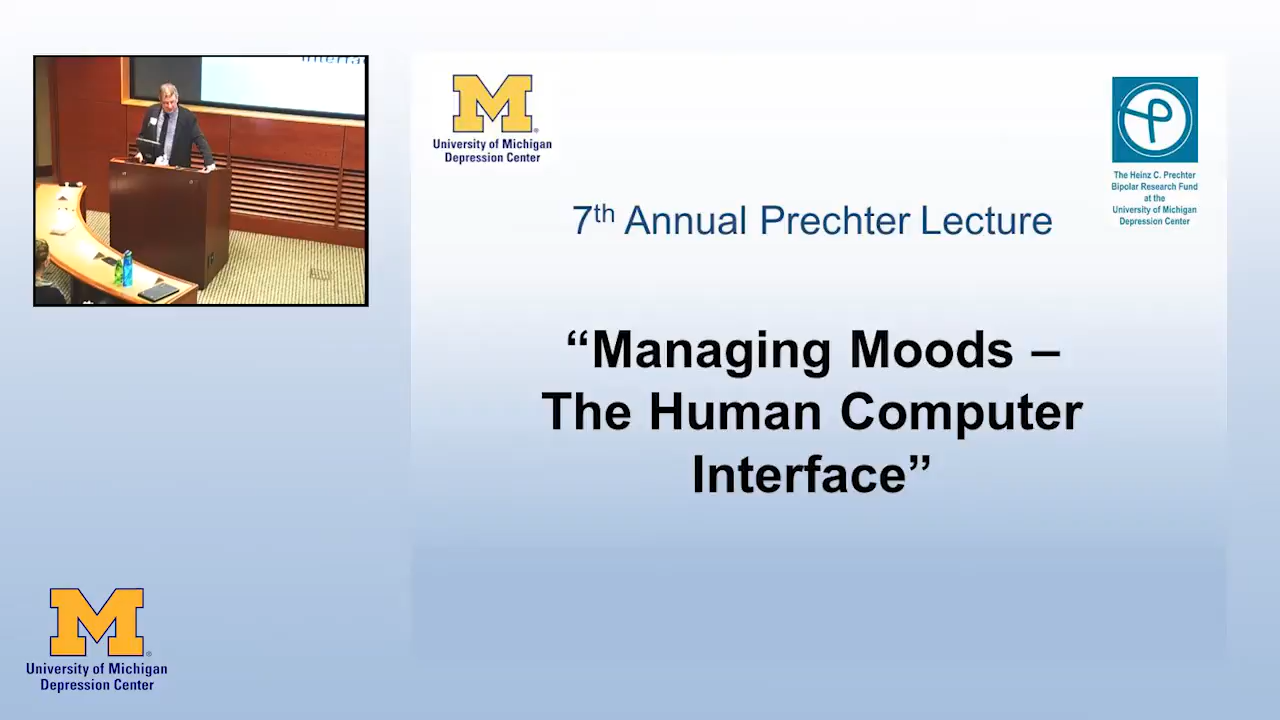 University of Michigan
Depression Center
The Heinz C. Prechter
Bipolar Research Fund
at the
University of Michigan
Depression Center
7th Annual Prechter Lecture
“Managing Moods –
The Human Computer
Interface”
M
University of Michigan
Depression Center